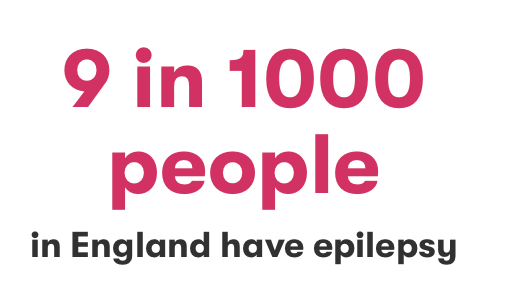 9 in 1000
people
in England have epilepsy